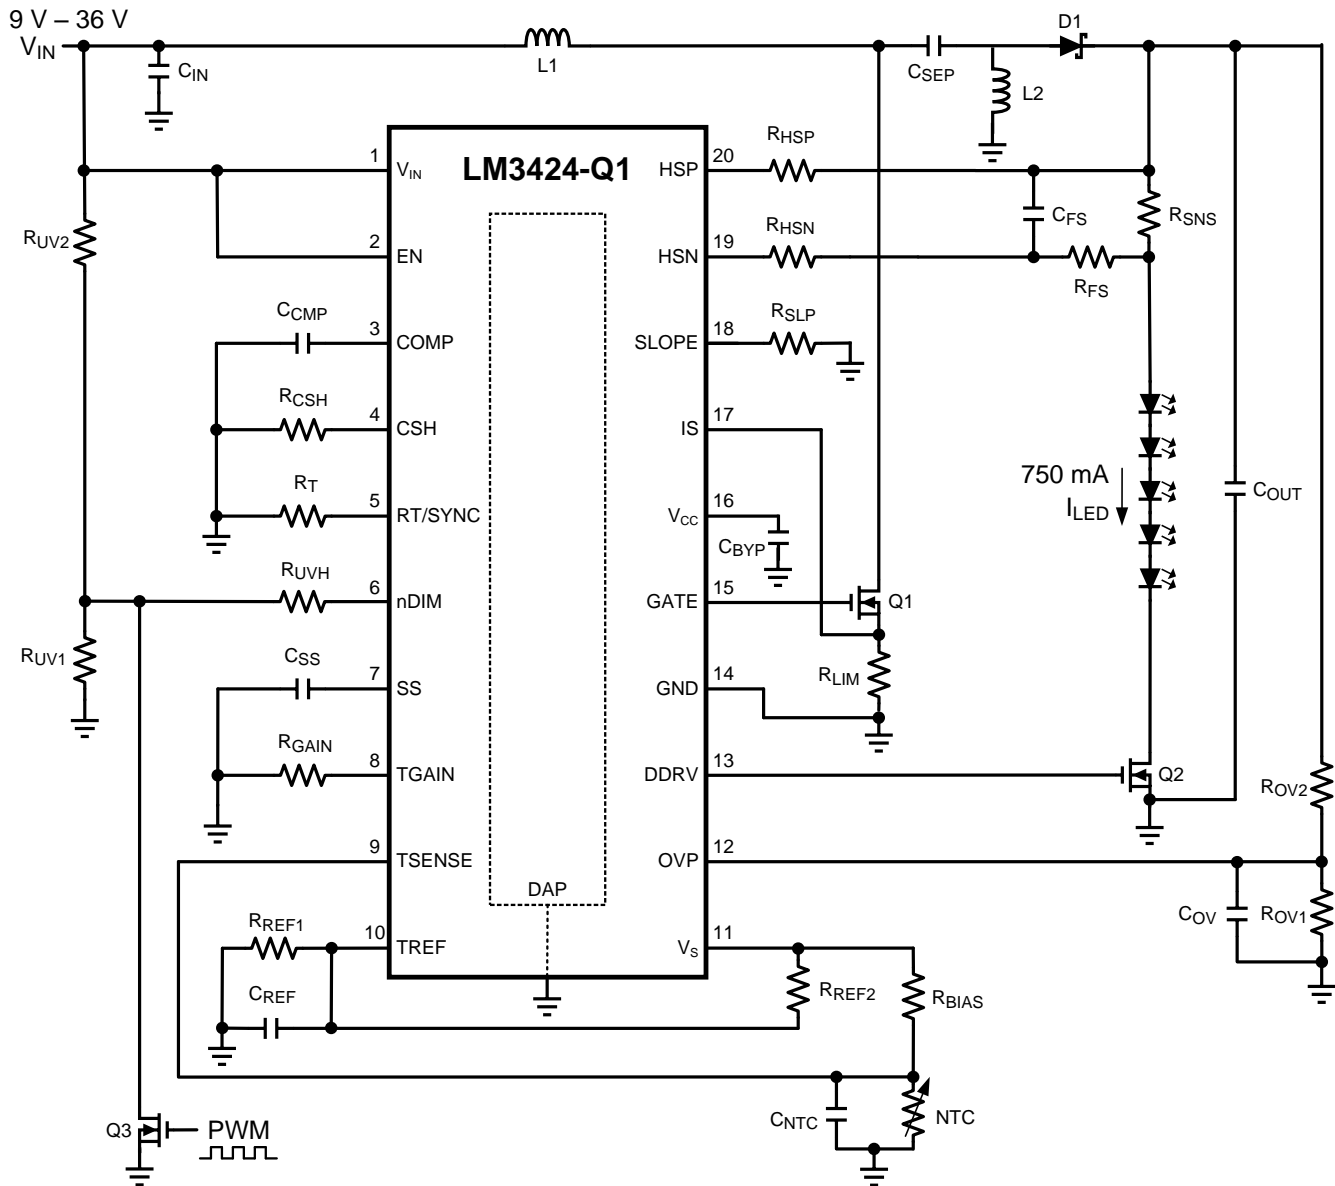 9 V – 36 V
VIN
CIN
L1
CSEP
D1
L2
LM3424-Q1
1 VIN
2 EN
3 COMP
4 CSH
5 RT/SYNC
6 nDIM
7 SS
8 TGAIN
9 TSENSE
10 TREF
HSP 20
HSN 19
SLOPE 18
IS 17
VCC 16
GATE 15
GND 14
DDRV 13
OVP 12
VS 11
DAP
RUV2
CCMP
RCSH
RT
RUVH
RUV1
CSS
RGAIN
RREF1
CREF
RHSP
RHSN
CFS
RSNS
RFS
RSLP
CBYP
Q1
RLIM
750 mA
ILED
COUT
Q2
ROV2
COV
ROV1
RREF2
RBIAS
CNTC
NTC
Q3
PWM